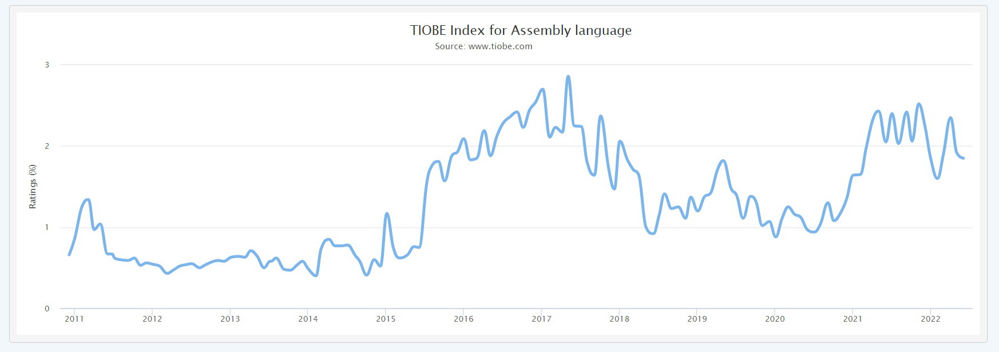 TIOBE Index for Assembly language
Source: www.tiobe.com
Ratings (%)
3
2
1
0
2011 2012 2013 2014 2015 2016 2017 2018 2019 2020 2021 2022